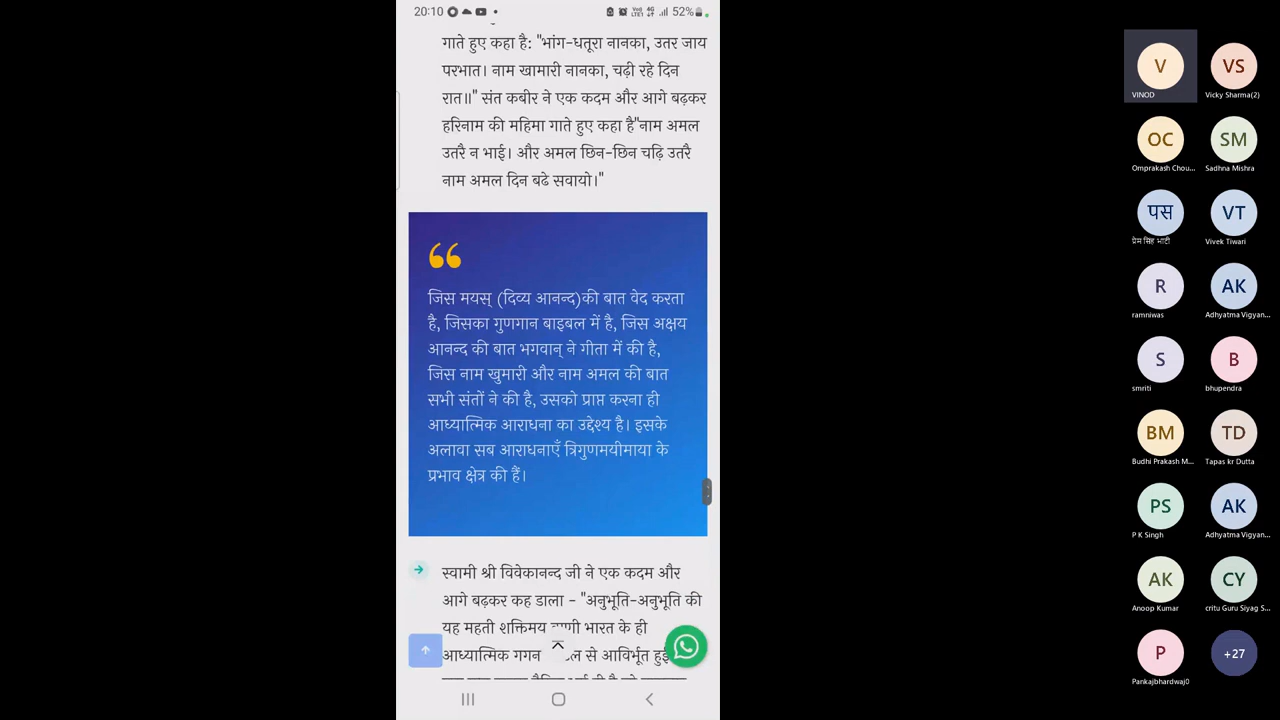 20:10
52%
गाते हुए कहा है: "भांग-धतूरा नानका, उतर जाय
परभात। नाम खामारी नानका, चढ़ी रहे दिन
रात॥" संत कबीर ने एक कदम और आगे बढ़कर
हरिनाम की महिमा गाते हुए कहा है"नाम अमल
उतरै न भाई। और अमल छिन-छिन चढ़ि उतरै
नाम अमल दिन बढे सवायो।"
जिस मयस् (दिव्य आनन्द)की बात वेद करता
है, जिसका गुणगान बाइबल में है, जिस अक्षय
आनन्द की बात भगवान् ने गीता में की है,
जिस नाम खुमारी और नाम अमल की बात
सभी संतों ने की है, उसको प्राप्त करना ही
आध्यात्मिक आराधना का उद्देश्य है। इसके
अलावा सब आराधनाएँ त्रिगुणमयीमाया के
प्रभाव क्षेत्र की हैं।
स्वामी श्री विवेकानन्द जी ने एक कदम और
आगे बढ़कर कह डाला - "अनुभूति-अनुभूति की
यह महती शक्तिमय भारत के ही
आध्यात्मिक गगन से आविर्भूत
V
VINOD
VS
Vicky Sharma(2)
OC
Omprakash Chou...
SM
Sadhna Mishra
पस
प्रेम सिंह भाटी
VT
Vivek Tiwari
R
ramniwas
AK
Adhyatma Vigyan...
S
smriti
B
bhupendra
BM
Budhi Prakash M...
TD
Tapas kr Dutta
PS
P K Singh
AK
Adhyatma Vigyan...
AK
Anoop Kumar
CY
critu Guru Siyag S...
P
Pankajbhardwaj0
+27